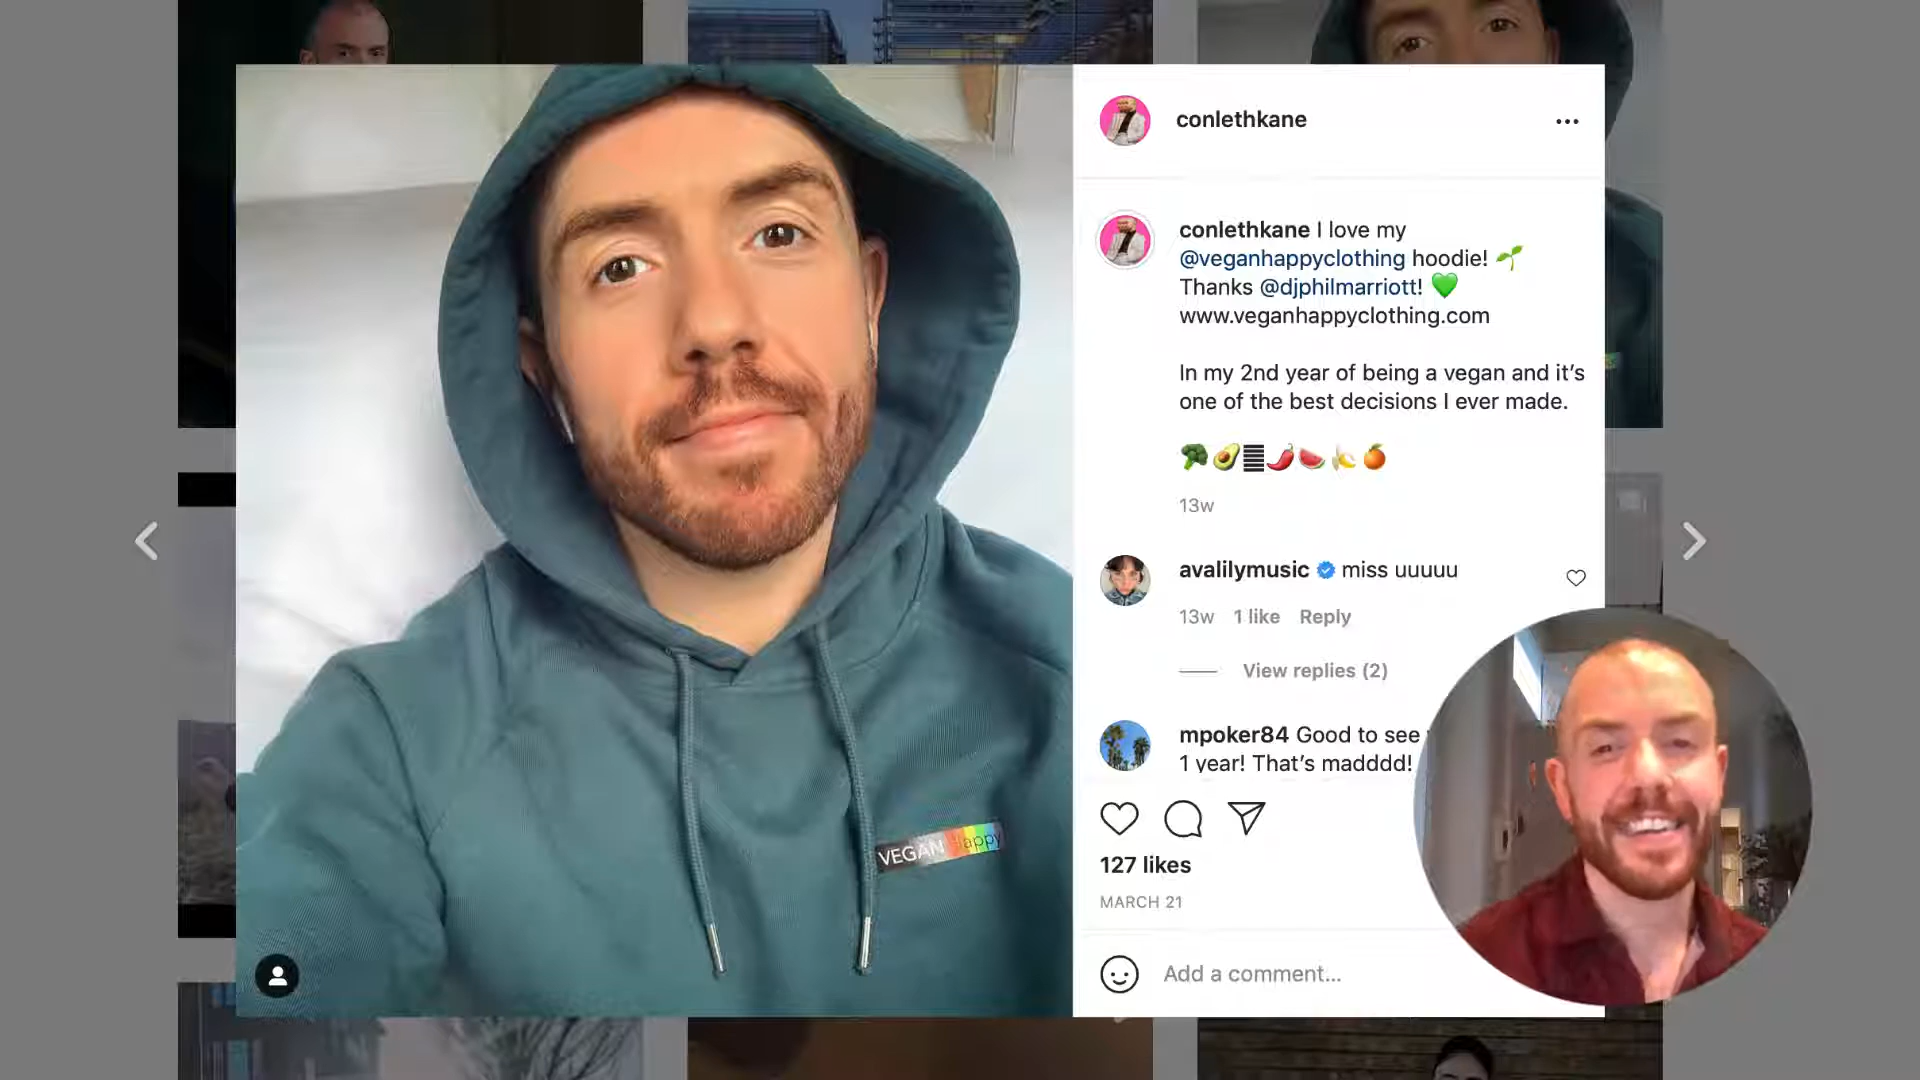 conlethkane
conlethkane I love my
@veganhappyclothing hoodie! 🌱
Thanks @djphilmarriott! 💚
www.veganhappyclothing.com
In my 2nd year of being a vegan and it’s
one of the best decisions I ever made.
🥦🥑🌶🍉🍌🍊
13w
avalilymusic miss uuuuu
13w 1 like Reply
View replies (2)
mpoker84 Good to see
1 year! That’s madddd!
127 likes
MARCH 21
Add a comment...
VEGAN Happy